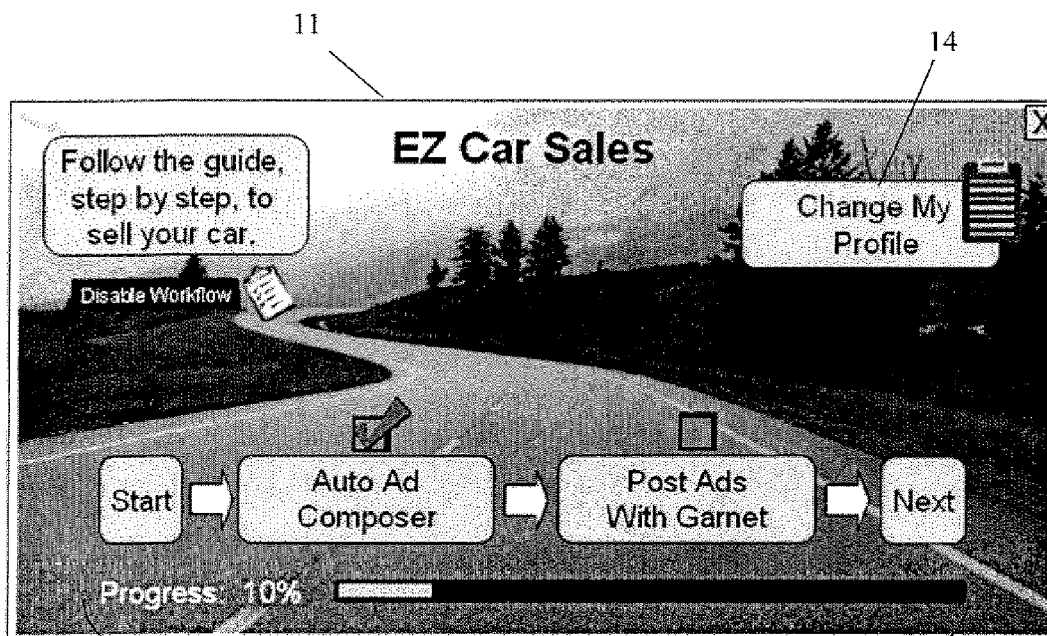 11
14
X
EZ Car Sales
Follow the guide,
step by step, to
sell your car.
Change My
Profile
Disable Workflow
Start
Auto Ad
Composer
Post Ads
With Garnet
Next
Progress: 10%